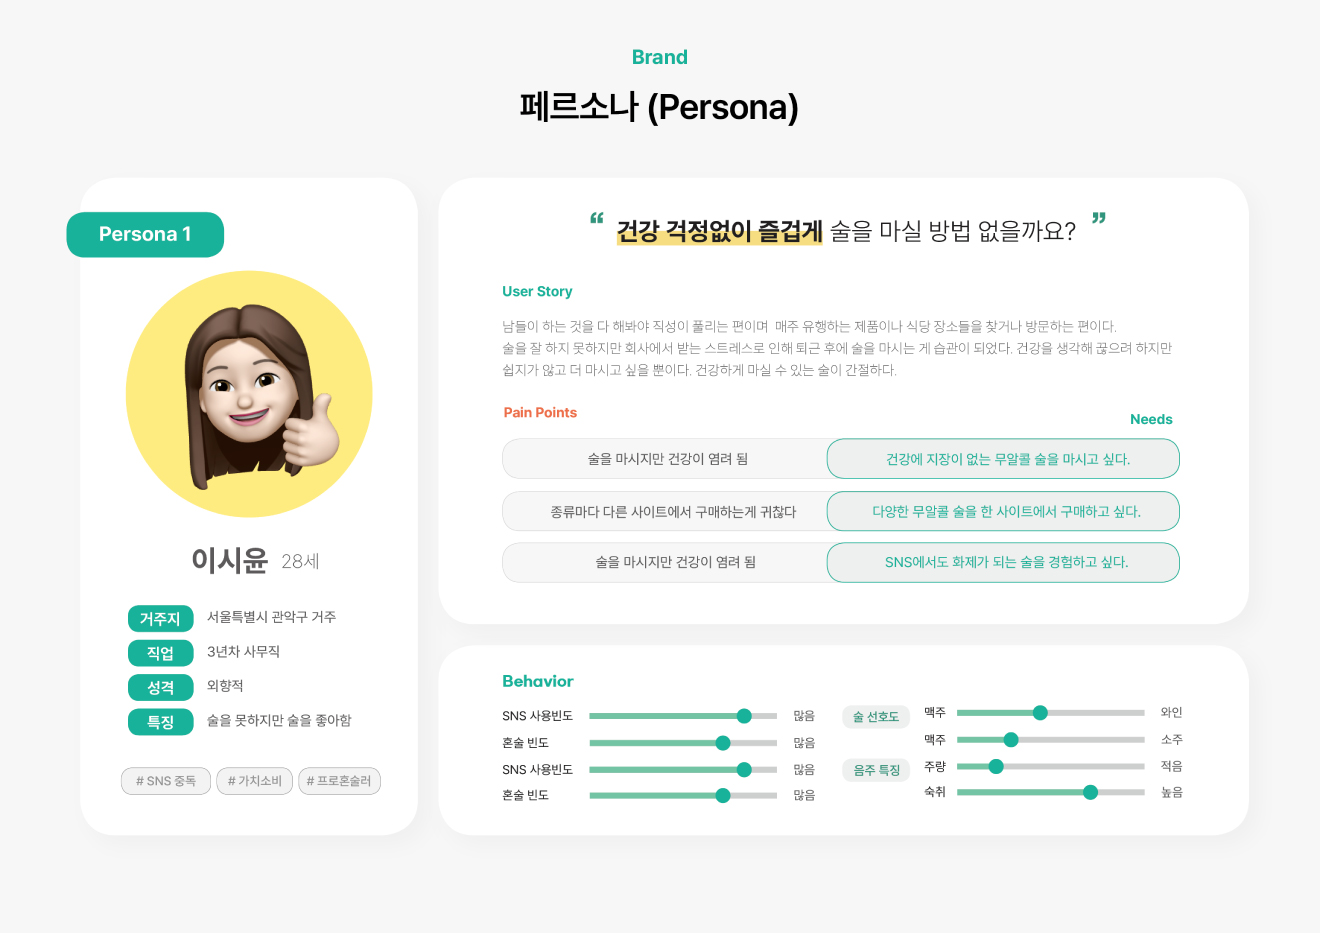 Brand
페르소나 (Persona)
Persona 1
이시윤 28세
거주지 서울특별시 관악구 거주
직업 3년차 사무직
성격 외향적
특징 술을 못하지만 술을 좋아함
# SNS 중독 # 가치소비 # 프로혼술러
“ 건강 걱정없이 즐겁게 술을 마실 방법 없을까요? ”
User Story
남들이 하는 것을 다 해봐야 직성이 풀리는 편이며 매주 유행하는 제품이나 식당 장소들을 찾거나 방문하는 편이다.
술을 잘 하지 못하지만 회사에서 받는 스트레스로 인해 퇴근 후에 술을 마시는 게 습관이 되었다. 건강을 생각해 끊으려 하지만
쉽지가 않고 더 마시고 싶을 뿐이다. 건강하게 마실 수 있는 술이 간절하다.
Pain Points Needs
술을 마시지만 건강이 염려 됨 건강에 지장이 없는 무알콜 술을 마시고 싶다.
종류마다 다른 사이트에서 구매하는게 귀찮다 다양한 무알콜 술을 한 사이트에서 구매하고 싶다.
술을 마시지만 건강이 염려 됨 SNS에서도 화제가 되는 술을 경험하고 싶다.
Behavior
SNS 사용빈도 많음
혼술 빈도 많음
SNS 사용빈도 많음
혼술 빈도 많음
술 선호도 맥주 와인
맥주 소주
음주 특징 주량 적음
숙취 높음